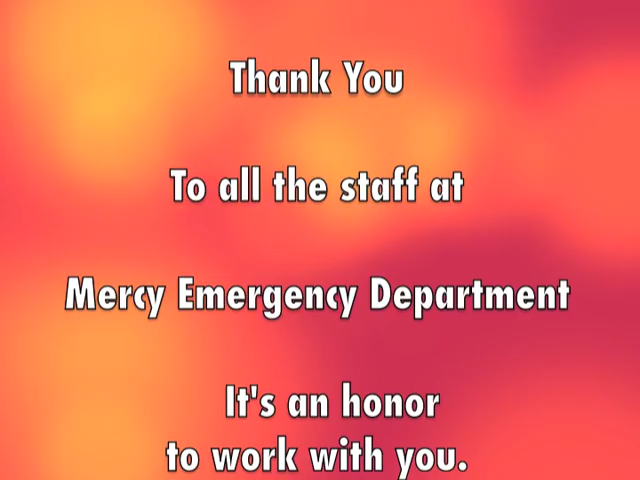 Thank You
To all the staff at
Mercy Emergency Department
It's an honor
to work with you.